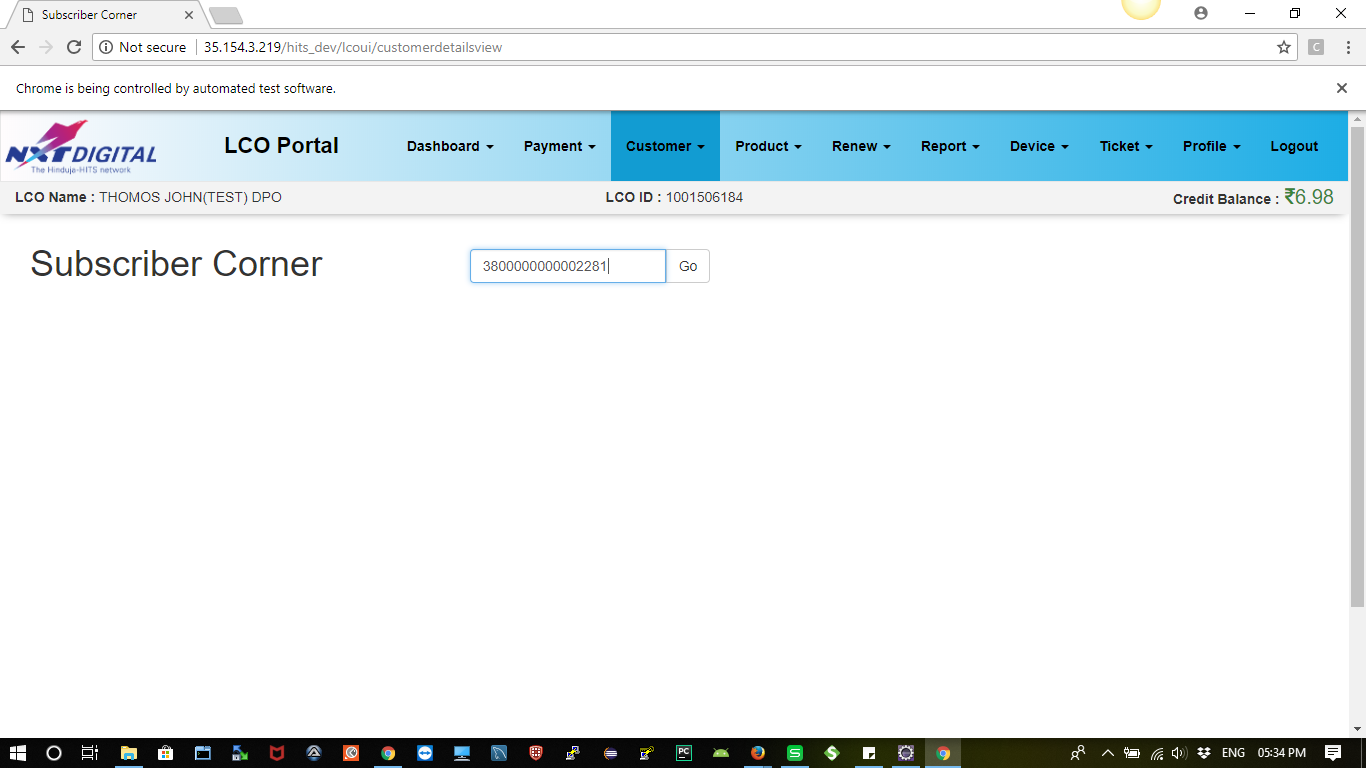 Subscriber Corner
Not secure 35.154.3.219/hits_dev/lcoui/customerdetailsview
C
Chrome is being controlled by automated test software.
NXTDIGITAL
The Hinduja-HITS network
LCO Portal Dashboard Payment Customer Product Renew Report Device Ticket Profile Logout
LCO Name : THOMOS JOHN(TEST) DPO LCO ID : 1001506184 Credit Balance : ₹6.98
Subscriber Corner 3800000000002281 Go
PC S S ENG 05:34 PM